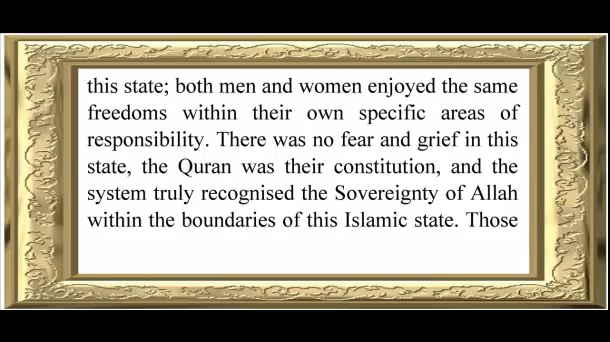 this state; both men and women enjoyed the same
freedoms within their own specific areas of
responsibility. There was no fear and grief in this
state, the Quran was their constitution, and the
system truly recognised the Sovereignty of Allah
within the boundaries of this Islamic state. Those